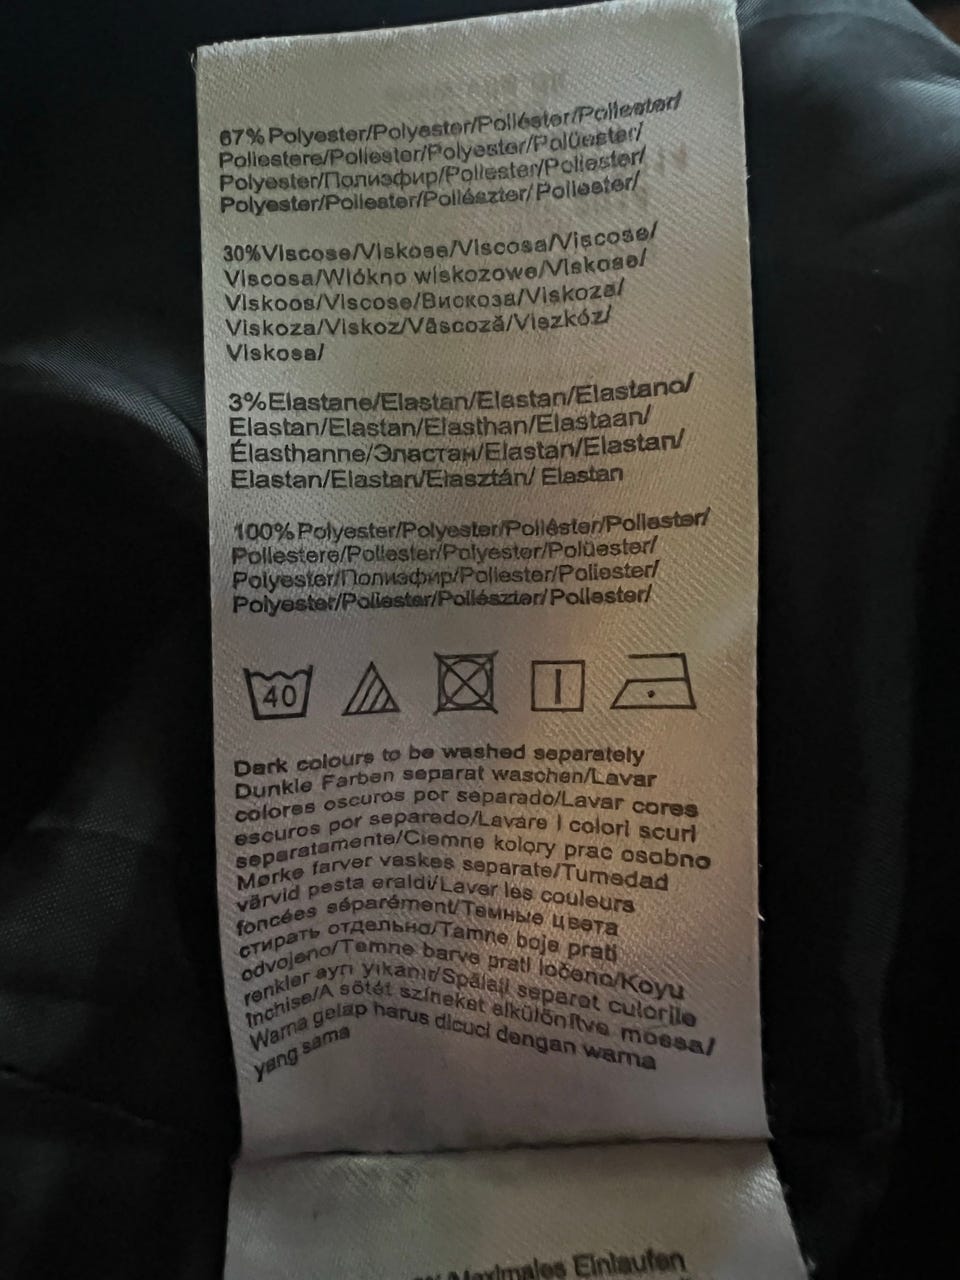 67% Polyester/Polyester/Poliéster/Poliester/
Poliestere/Poliester/Polyester/Polüester/
Polyester/Полиэфир/Poliester/Poliester/
Polyester/Poliester/Poliészter/ Poliester/
30%Viscose/Viskose/Viscosa/Viscose/
Viscosa/Wlókno wiskozowe/Viskose/
Viskoos/Viscose/Вискоза/Viskoza/
Viskoza/Viskoz/Vâscoză/Viszkóz/
Viskosa/
3%Elastane/Elastan/Elastan/Elastano/
Elastan/Elastan/Elasthan/Elastaan/
Élasthanne/Эластан/Elastan/Elastan/
Elastan/Elastan/Elasztán/ Elastan
100% Polyester/Polyester/Poliéster/Poliester/
Poliestere/Poliester/Polyester/Polüester/
Polyester/Полиэфир/Poliester/Poliester/
Polyester/Poliester/Poliészter/ Poliester/
40
Dark colours to be washed separately
Dunkle Farben separat waschen/Lavar
colores oscuros por separado/Lavar cores
escuros por separado/Lavare i colori scuri
separatamente/Ciemne kolory prac osobno
Mørke farver vaskes separate/Tumedad
värvid pesta eraldi/Laver les couleurs
foncées séparément/Темные цвета
стирать отдельно/Tamne boje prati
odvojeno/Temne barve prati ločeno/Koyu
renkler ayrı yıkanır/Spălaţi separat culorile
închise/A sötét színeket elkülönítve mossa/
Warna gelap harus dicuci dengan warna
yang sama
Maximales Einlaufen